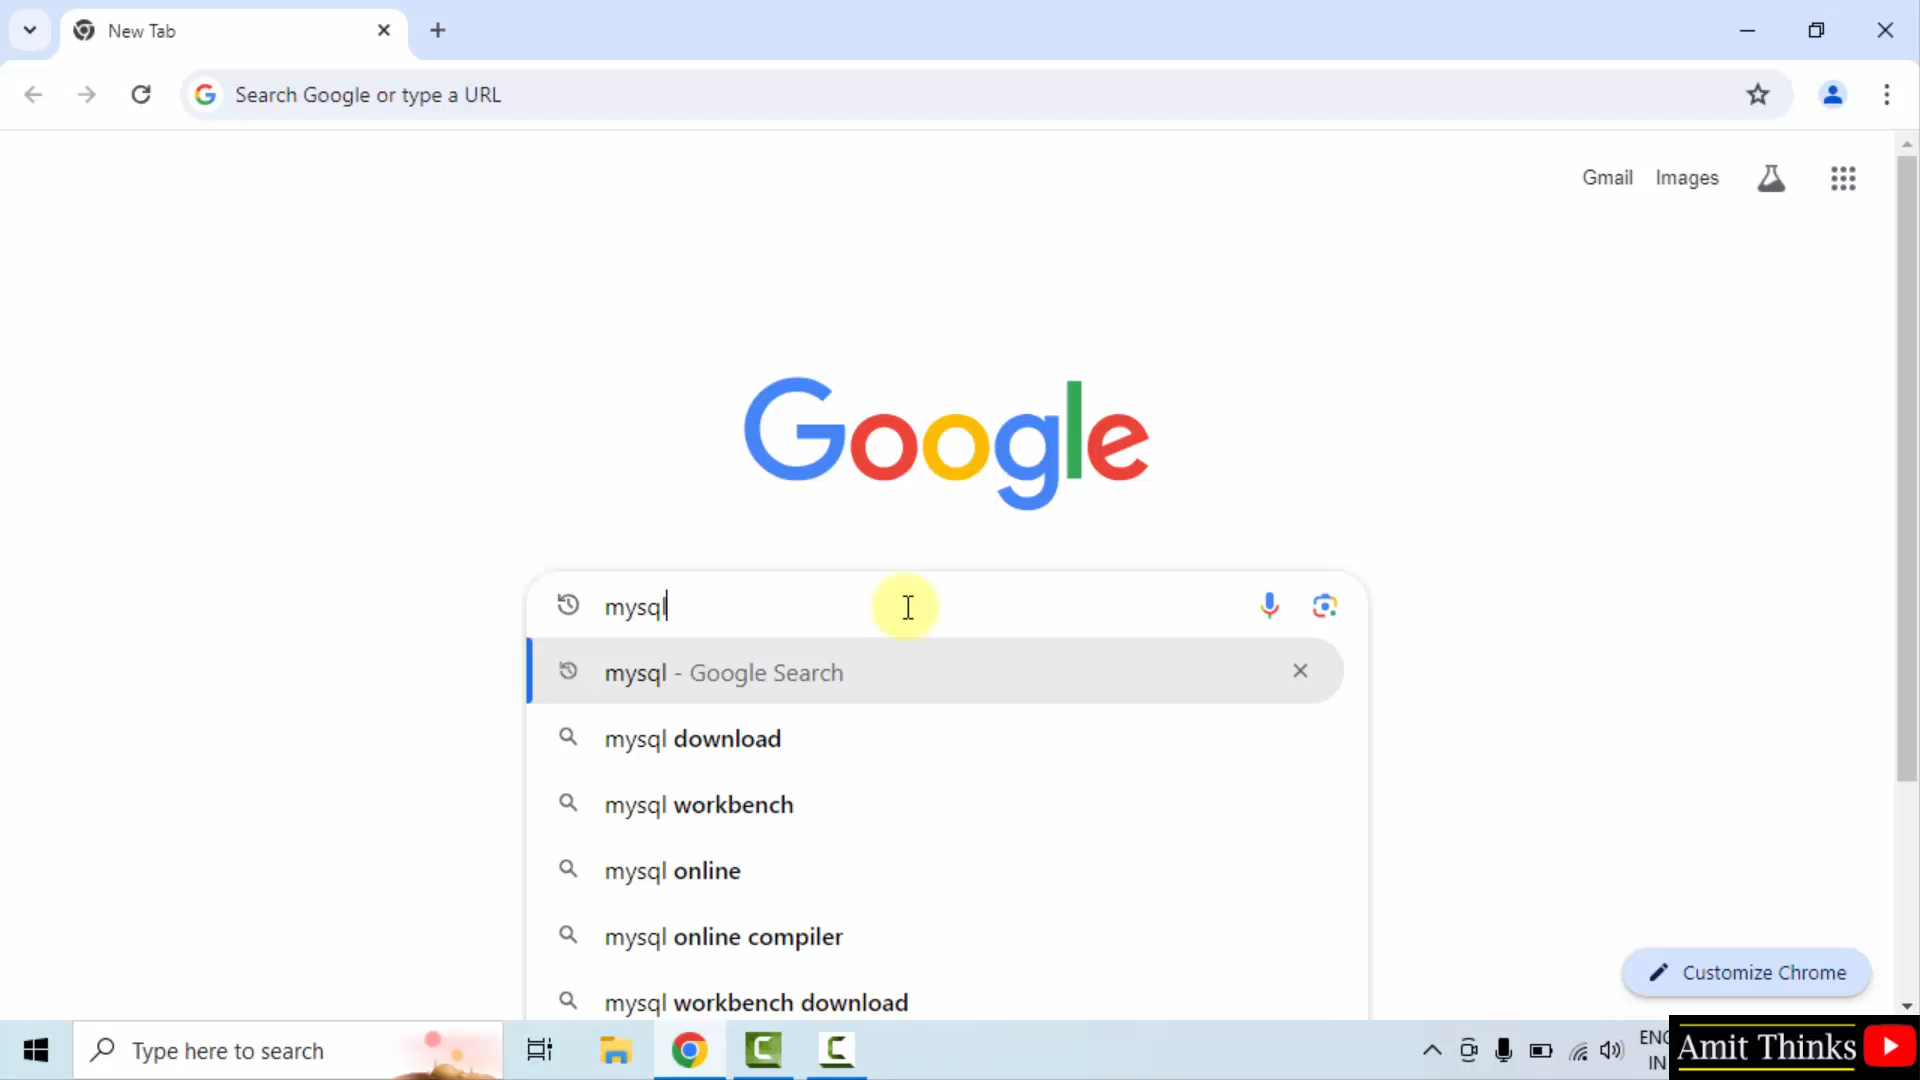 New Tab
Search Google or type a URL
Gmail Images
Google
mysql
mysql - Google Search
mysql download
mysql workbench
mysql online
mysql online compiler
mysql workbench download
Customize Chrome
Type here to search
ENG
IN
Amit Thinks